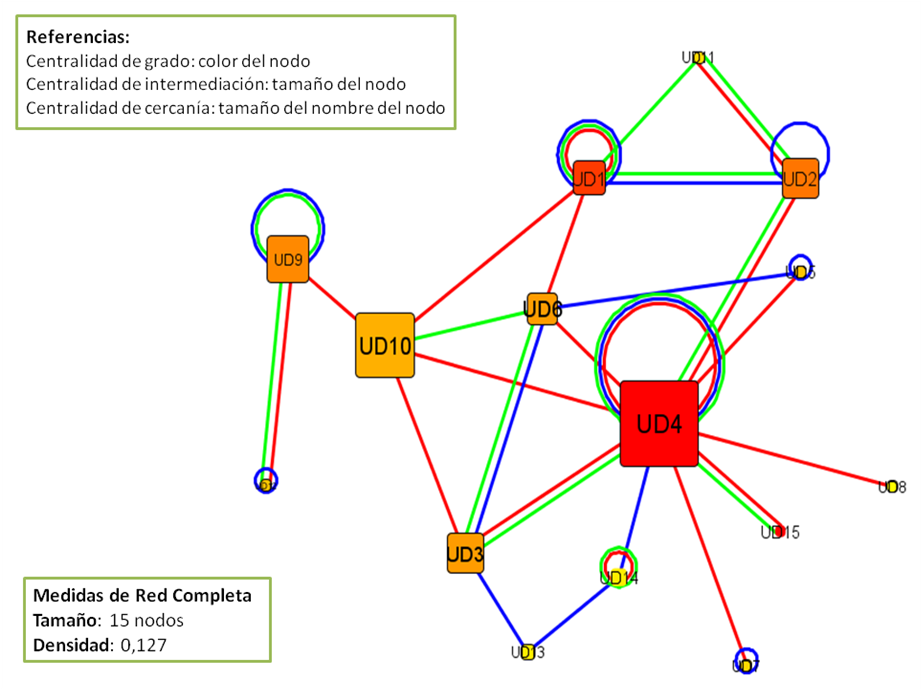 Referencias:
Centralidad de grado: color del nodo
Centralidad de intermediación: tamaño del nodo
Centralidad de cercanía: tamaño del nombre del nodo
UD11
UD1
UD2
UD9
UD5
UD6
UD10
UD4
UD8
UD15
UD3
UD14
UD13
UD7
Medidas de Red Completa
Tamaño: 15 nodos
Densidad: 0,127